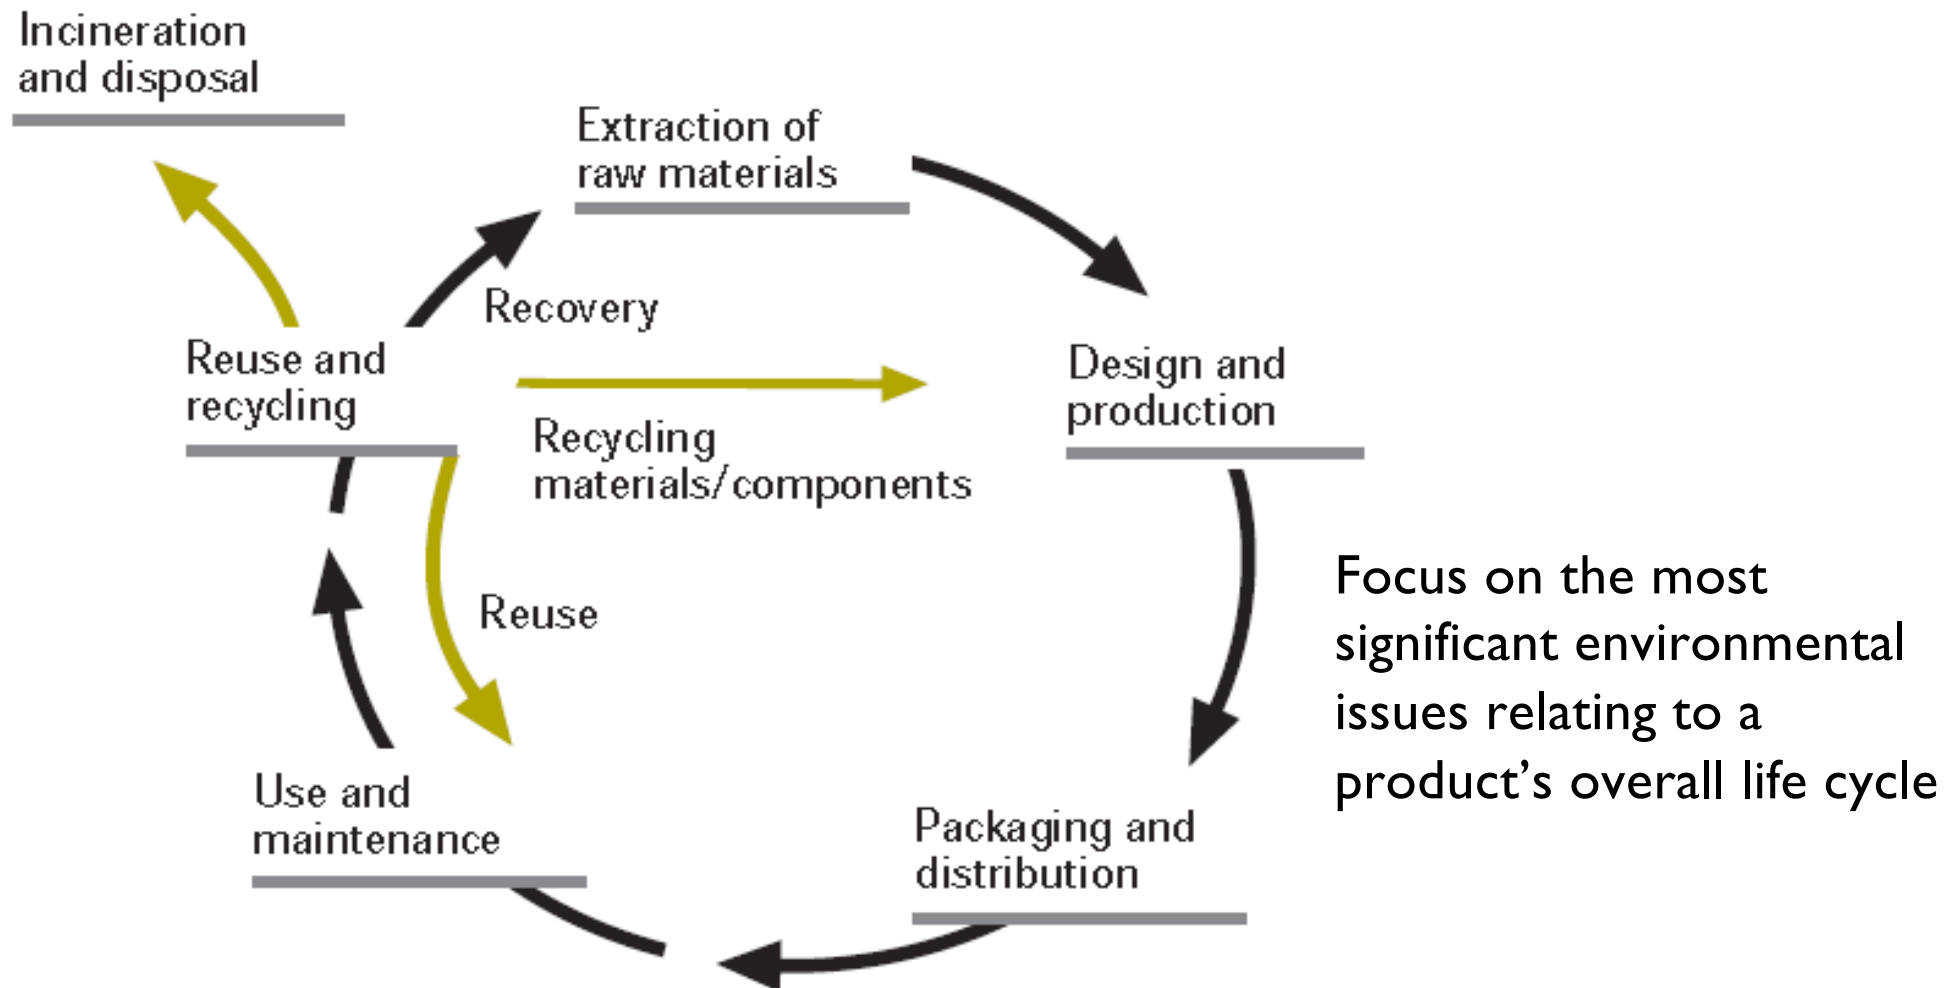 Incineration
and disposal
Extraction of
raw materials
Recovery
Reuse and
recycling
Design and
production
Recycling
materials/components
Reuse
Focus on the most
significant environmental
issues relating to a
product’s overall life cycle
Use and
maintenance
Packaging and
distribution